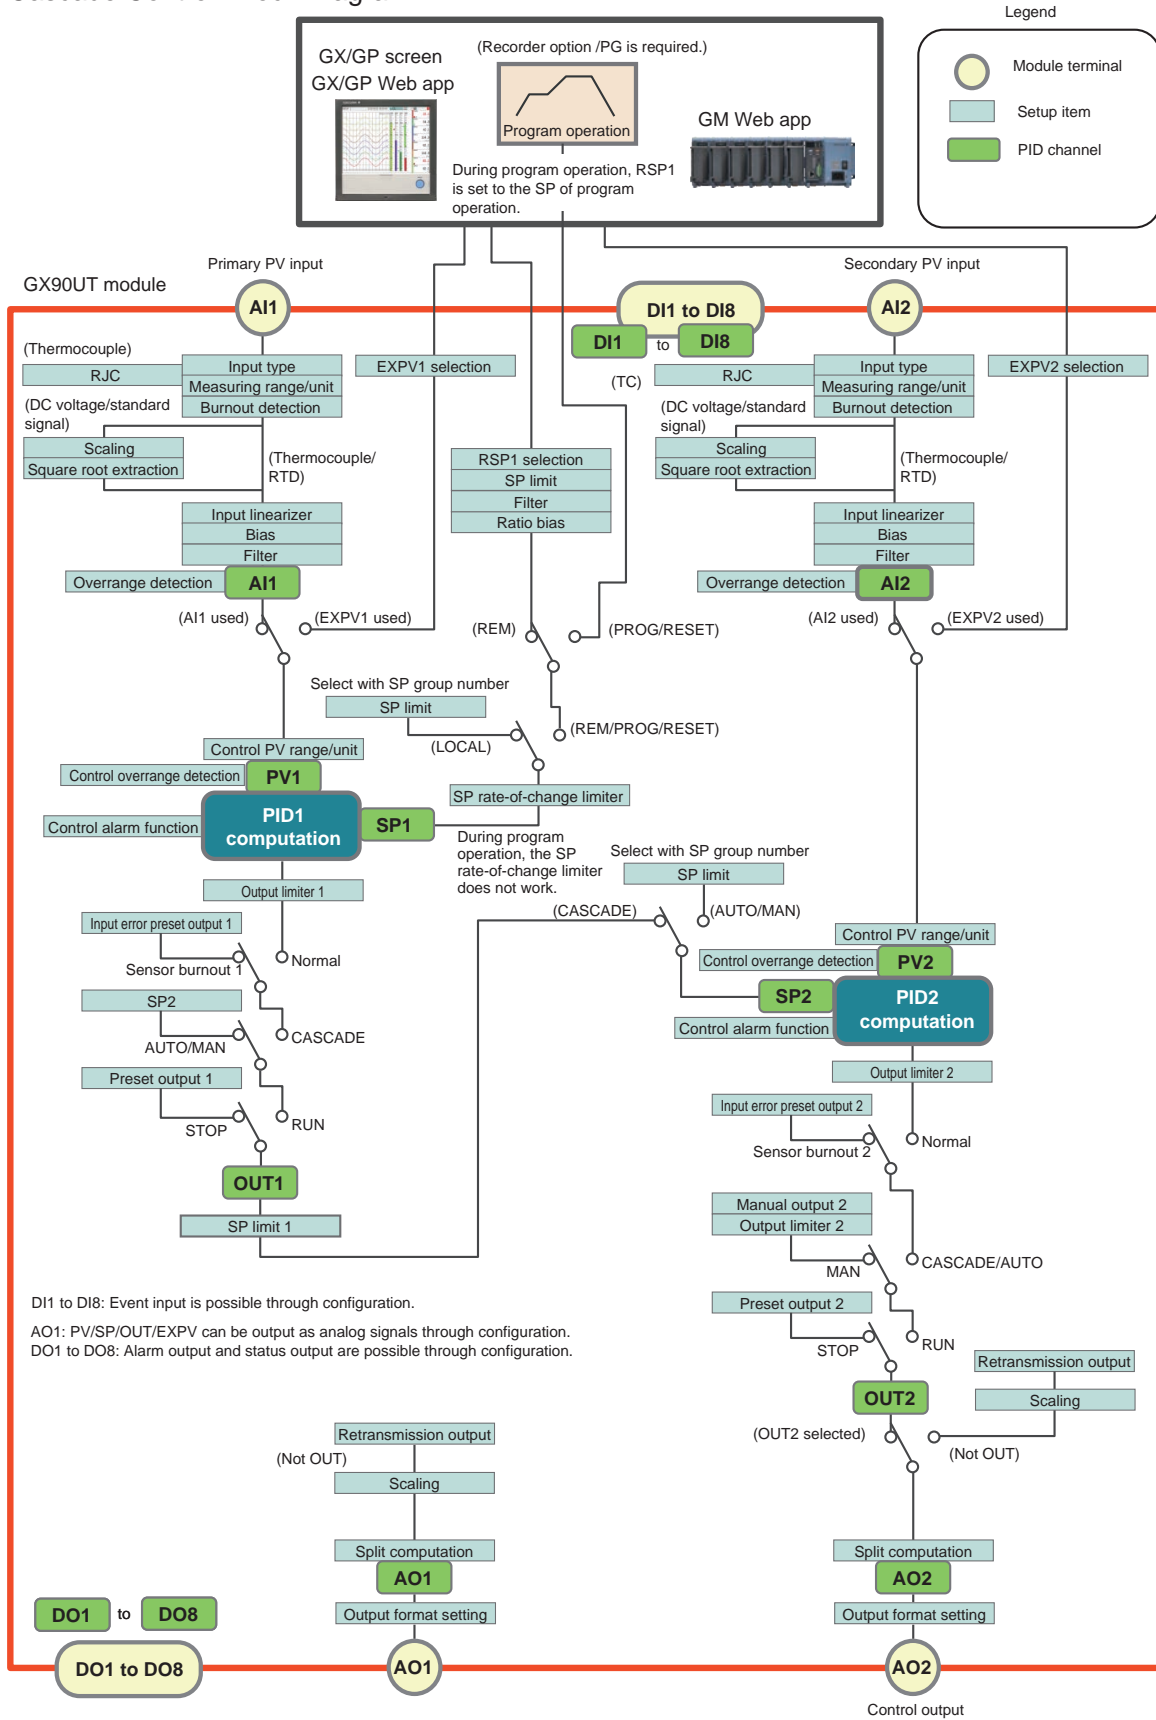 Legend
Module terminal
Setup item
PID channel
GX/GP screen
GX/GP Web app
(Recorder option /PG is required.)
Program operation
GM Web app
During program operation, RSP1
is set to the SP of program
operation.
GX90UT module
Primary PV input
AI1
DI1 to DI8
DI1
to
DI8
Secondary PV input
AI2
(Thermocouple)
RJC
Input type
Measuring range/unit
Burnout detection
(DC voltage/standard
signal)
Scaling
Square root extraction
(Thermocouple/
RTD)
Input linearizer
Bias
Filter
Overrange detection
AI1
(AI1 used)
(EXPV1 used)
EXPV1 selection
RSP1 selection
SP limit
Filter
Ratio bias
(REM)
(PROG/RESET)
(TC)
RJC
Input type
Measuring range/unit
Burnout detection
(DC voltage/standard
signal)
Scaling
Square root extraction
(Thermocouple/
RTD)
Input linearizer
Bias
Filter
Overrange detection
AI2
(AI2 used)
(EXPV2 used)
EXPV2 selection
Select with SP group number
SP limit
(LOCAL)
(REM/PROG/RESET)
SP rate-of-change limiter
During program
operation, the SP
rate-of-change limiter
does not work.
Control PV range/unit
Control overrange detection
PV1
PID1
computation
SP1
Control alarm function
Output limiter 1
Input error preset output 1
Sensor burnout 1
Normal
SP2
AUTO/MAN
CASCADE
Preset output 1
STOP
RUN
OUT1
SP limit 1
Select with SP group number
SP limit
(CASCADE)
(AUTO/MAN)
Control PV range/unit
Control overrange detection
PV2
SP2
PID2
computation
Control alarm function
Output limiter 2
Input error preset output 2
Sensor burnout 2
Normal
Manual output 2
Output limiter 2
MAN
CASCADE/AUTO
Preset output 2
STOP
RUN
OUT2
(OUT2 selected)
Retransmission output
Scaling
(Not OUT)
DI1 to DI8: Event input is possible through configuration.
AO1: PV/SP/OUT/EXPV can be output as analog signals through configuration.
DO1 to DO8: Alarm output and status output are possible through configuration.
Retransmission output
(Not OUT)
Scaling
Split computation
AO1
Output format setting
AO1
Split computation
AO2
Output format setting
AO2
Control output
DO1
to
DO8
DO1 to DO8